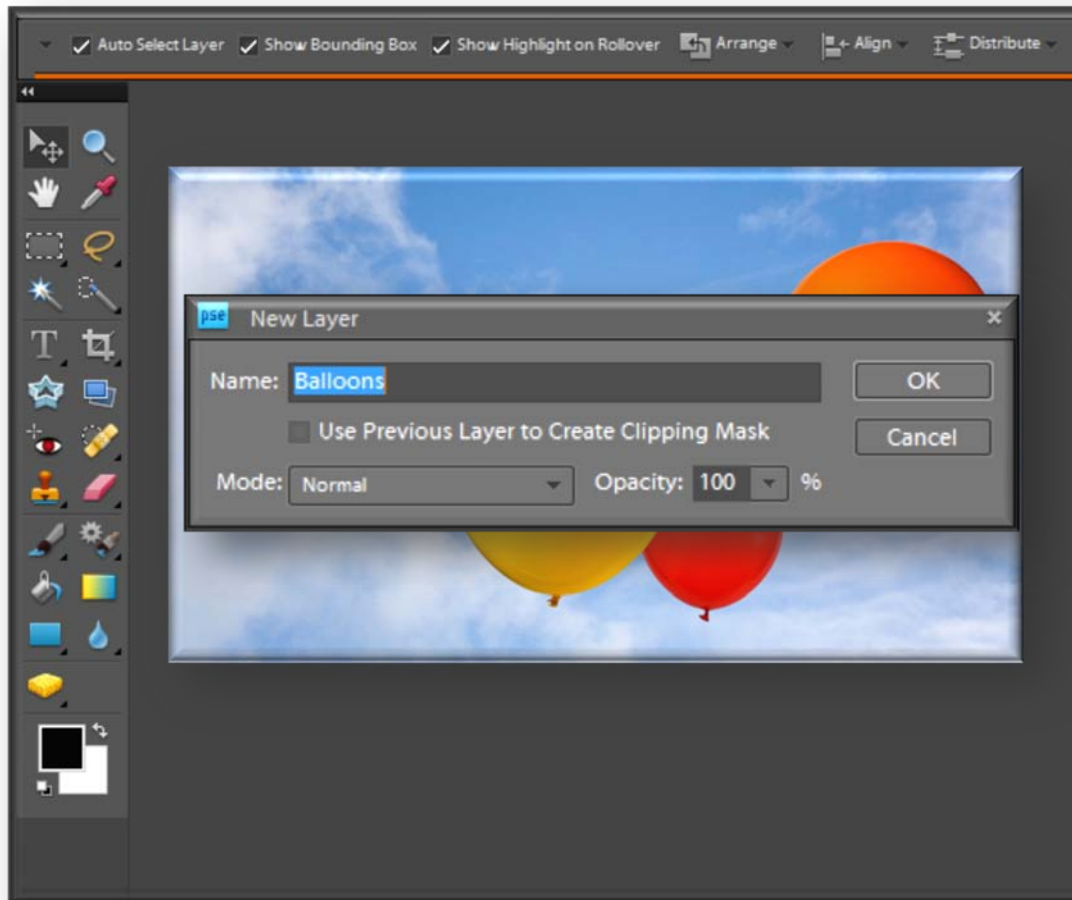 Auto Select Layer Show Bounding Box Show Highlight on Rollover Arrange Align Distribute
pse New Layer
Name: Balloons OK
Use Previous Layer to Create Clipping Mask Cancel
Mode: Normal Opacity: 100 %
T